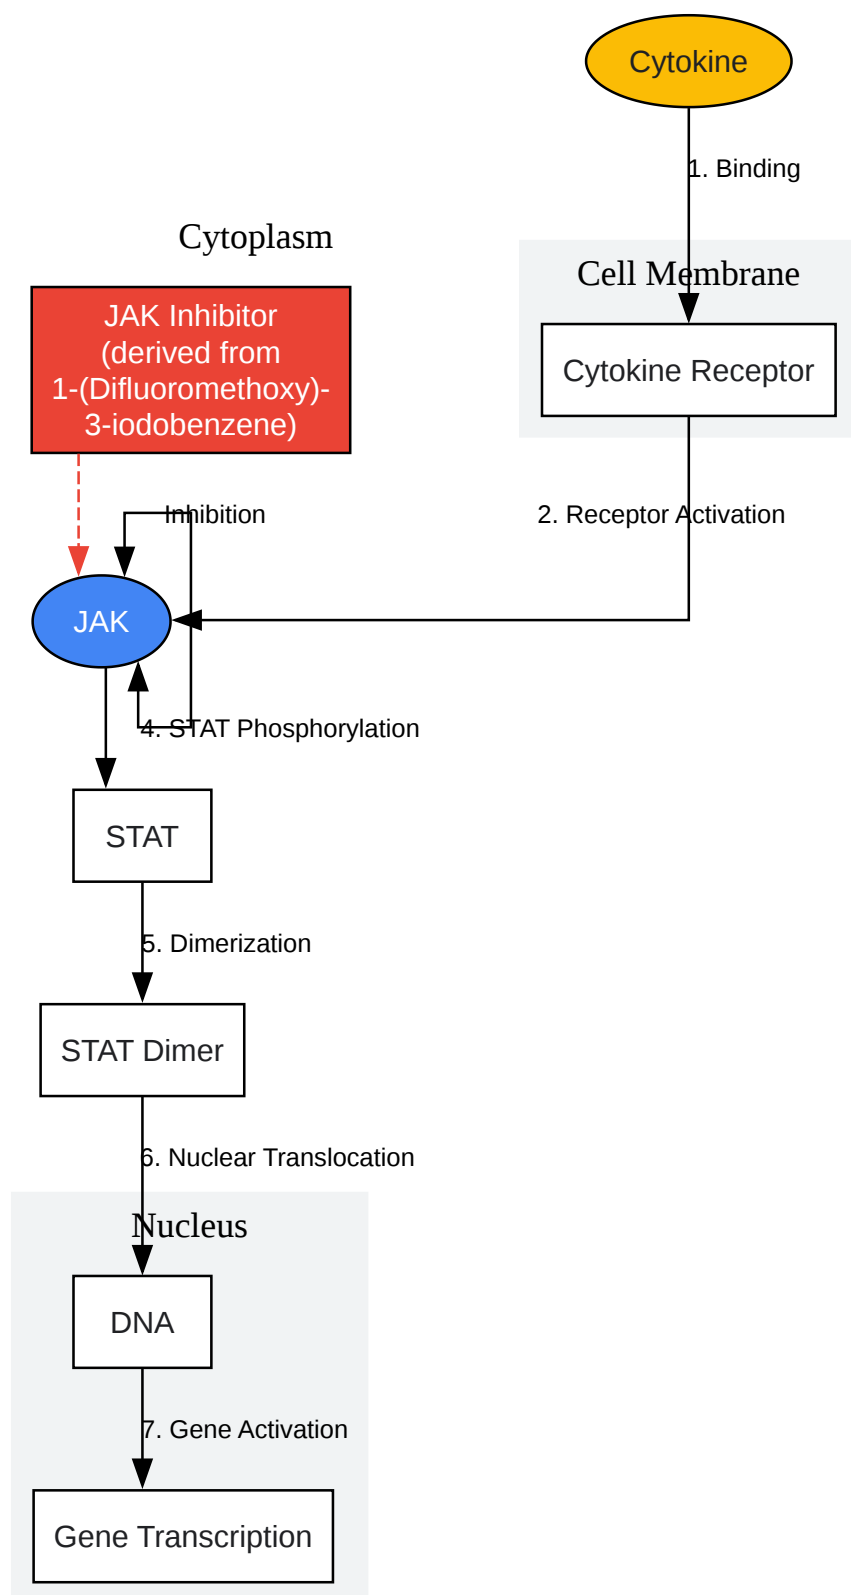 Cytokine
1. Binding
Cytoplasm
Cell Membrane
JAK Inhibitor
(derived from
1-(Difluoromethoxy)-
3-iodobenzene)
Cytokine Receptor
Inhibition
2. Receptor Activation
JAK
4. STAT Phosphorylation
STAT
5. Dimerization
STAT Dimer
6. Nuclear Translocation
Nucleus
DNA
7. Gene Activation
Gene Transcription